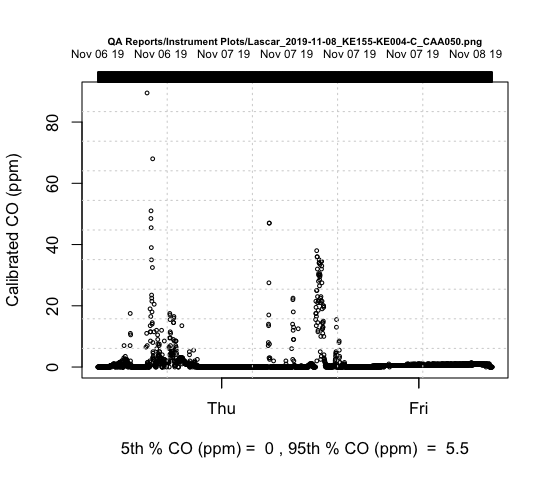 QA Reports/Instrument Plots/Lascar_2019-11-08_KE155-KE004-C_CAA050.png
Nov 06 19 Nov 06 19 Nov 07 19 Nov 07 19 Nov 07 19 Nov 07 19 Nov 08 19
Calibrated CO (ppm)
80
60
40
20
0
Thu Fri
5th % CO (ppm) = 0 , 95th % CO (ppm) = 5.5